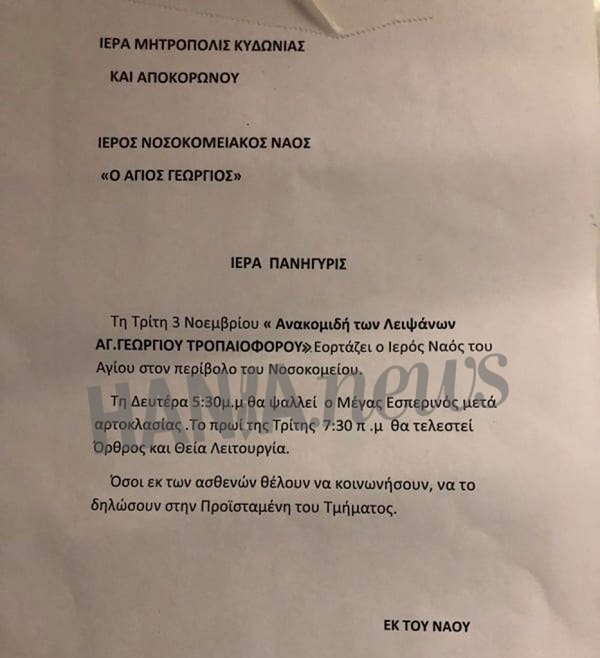 ΙΕΡΑ ΜΗΤΡΟΠΟΛΙΣ ΚΥΔΩΝΙΑΣ
ΚΑΙ ΑΠΟΚΟΡΩΝΟΥ
ΙΕΡΟΣ ΝΟΣΟΚΟΜΕΙΑΚΟΣ ΝΑΟΣ
«Ο ΑΓΙΟΣ ΓΕΩΡΓΙΟΣ»
ΙΕΡΑ ΠΑΝΗΓΥΡΙΣ
Τη Τρίτη 3 Νοεμβρίου « Ανακομιδή των Λειψάνων
ΑΓ.ΓΕΩΡΓΙΟΥ ΤΡΟΠΑΙΟΦΟΡΟΥ».Εορτάζει ο Ιερός Ναός του
Αγίου στον περίβολο του Νοσοκομείου.
Τη Δευτέρα 5:30μ.μ θα ψαλλεί ο Μέγας Εσπερινός μετά
αρτοκλασίας .Το πρωί της Τρίτης 7:30 π .μ θα τελεστεί
Όρθρος και Θεία Λειτουργία.
Όσοι εκ των ασθενών θέλουν να κοινωνήσουν, να το
δηλώσουν στην Προϊσταμένη του Τμήματος.
ΕΚ ΤΟΥ ΝΑΟΥ
HANIA.news